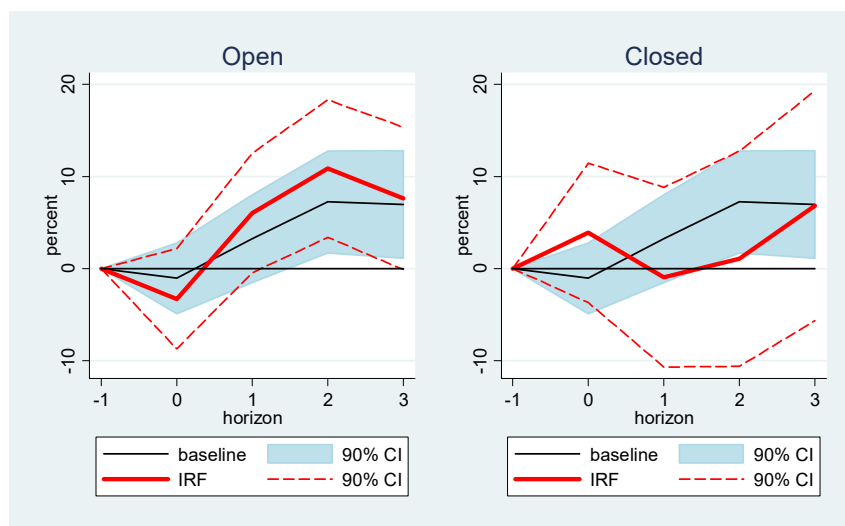 Open
20
10
0
-10
percent
-1 0 1 2 3
horizon
baseline 90% CI
IRF 90% CI
Closed
20
10
0
-10
percent
-1 0 1 2 3
horizon
baseline 90% CI
IRF 90% CI